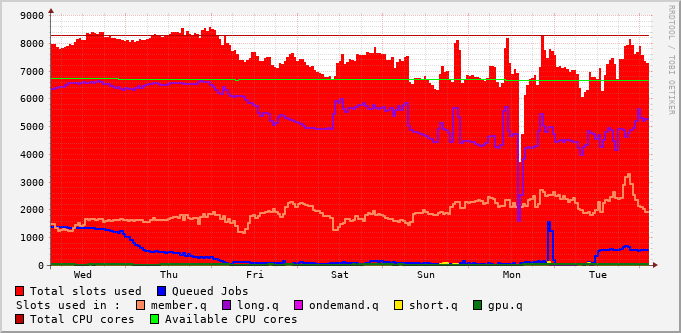 9000
8000
7000
6000
5000
4000
3000
2000
1000
0
Wed Thu Fri Sat Sun Mon Tue
RRDTOOL / TOBI OETIKER
Total slots used Queued Jobs
Slots used in : member.q long.q ondemand.q short.q gpu.q
Total CPU cores Available CPU cores